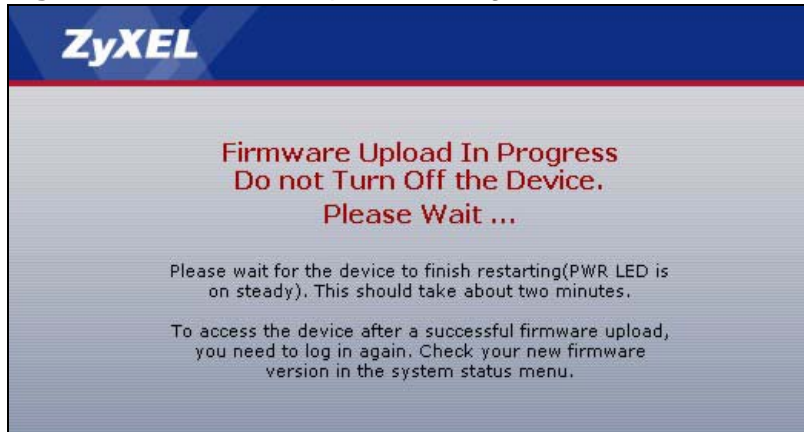 ZyXEL
Firmware Upload In Progress
Do not Turn Off the Device.
Please Wait ...
Please wait for the device to finish restarting(PWR LED is
on steady). This should take about two minutes.
To access the device after a successful firmware upload,
you need to log in again. Check your new firmware
version in the system status menu.